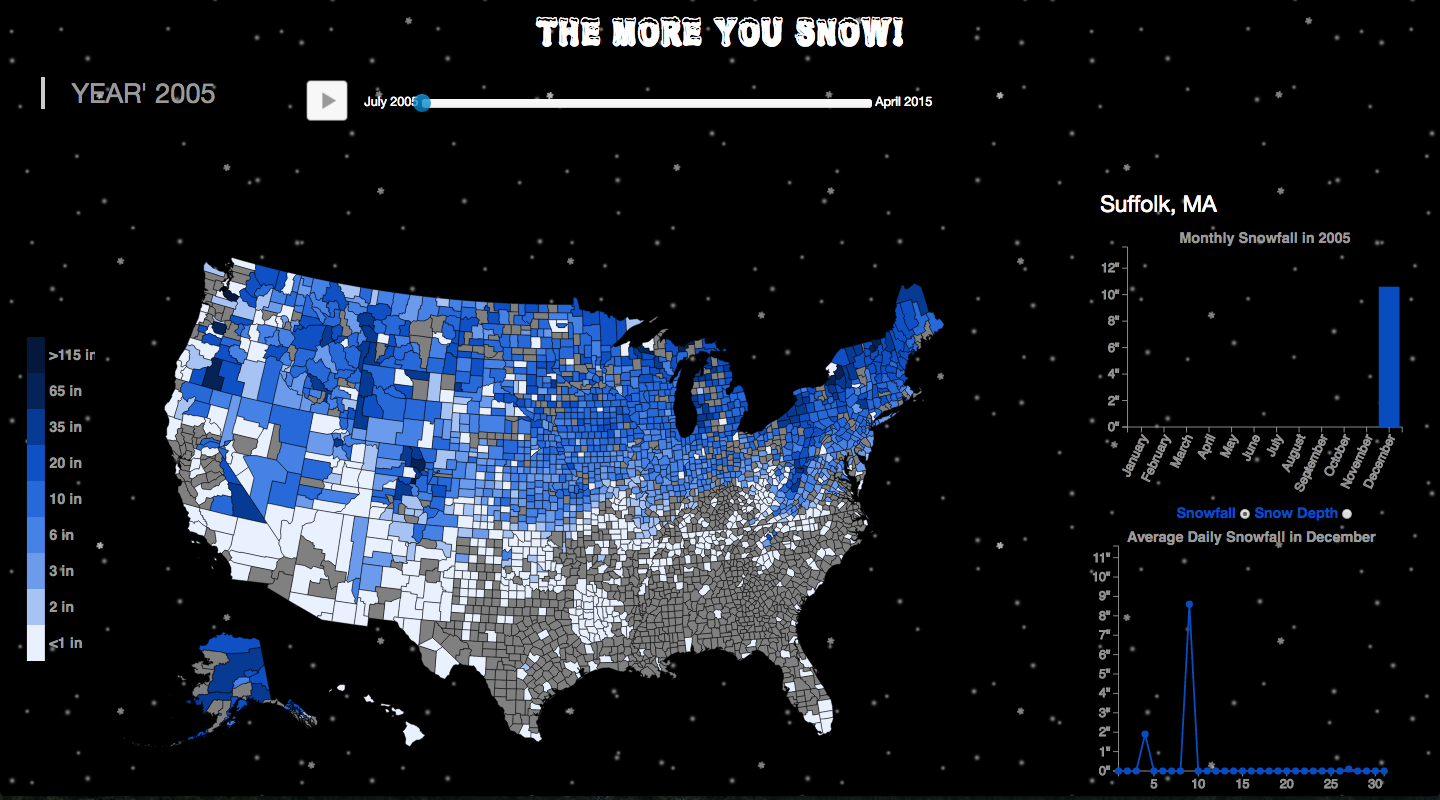 THE MORE YOU SNOW!
YEAR' 2005
July 2005
April 2015
>115 in
65 in
35 in
20 in
10 in
6 in
3 in
2 in
<1 in
Suffolk, MA
Monthly Snowfall in 2005
12"
10"
8"
6"
4"
2"
0"
January
February
March
April
May
June
July
August
September
October
November
December
Snowfall Snow Depth
Average Daily Snowfall in December
11"
10"
9"
8"
7"
6"
5"
4"
3"
2"
1"
0"
5 10 15 20 25 30